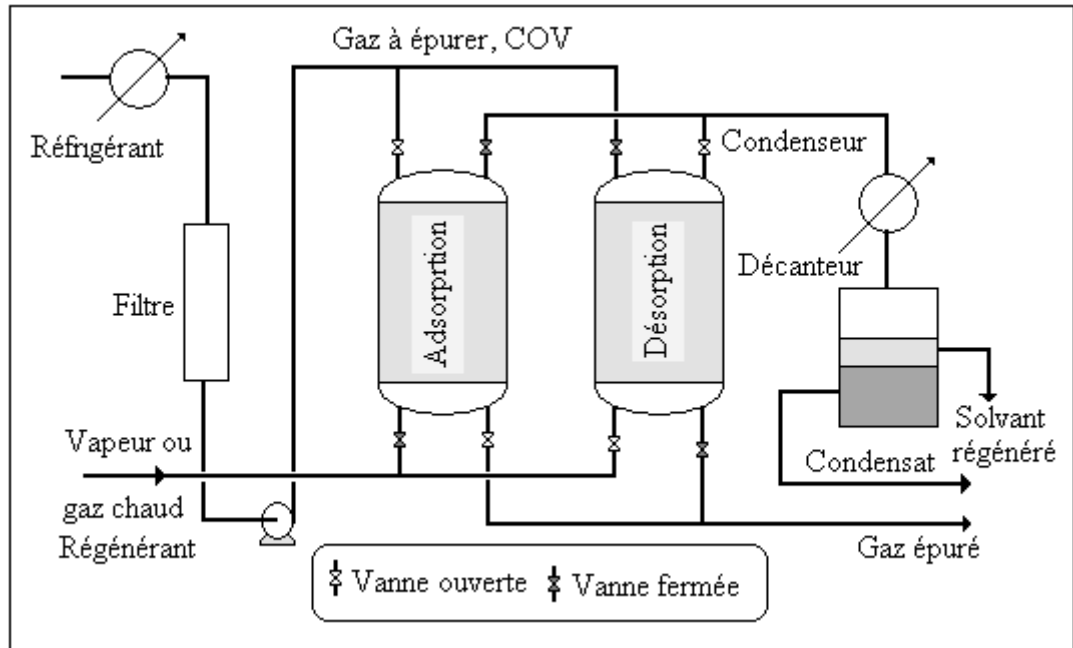 Gaz à épurer, COV
Réfrigérant
Condenseur
Adsorprtion
Désorption
Décanteur
Filtre
Solvant
régénéré
Vapeur ou
Condensat
gaz chaud
Régénérant
Gaz épuré
Vanne ouverte
Vanne fermée